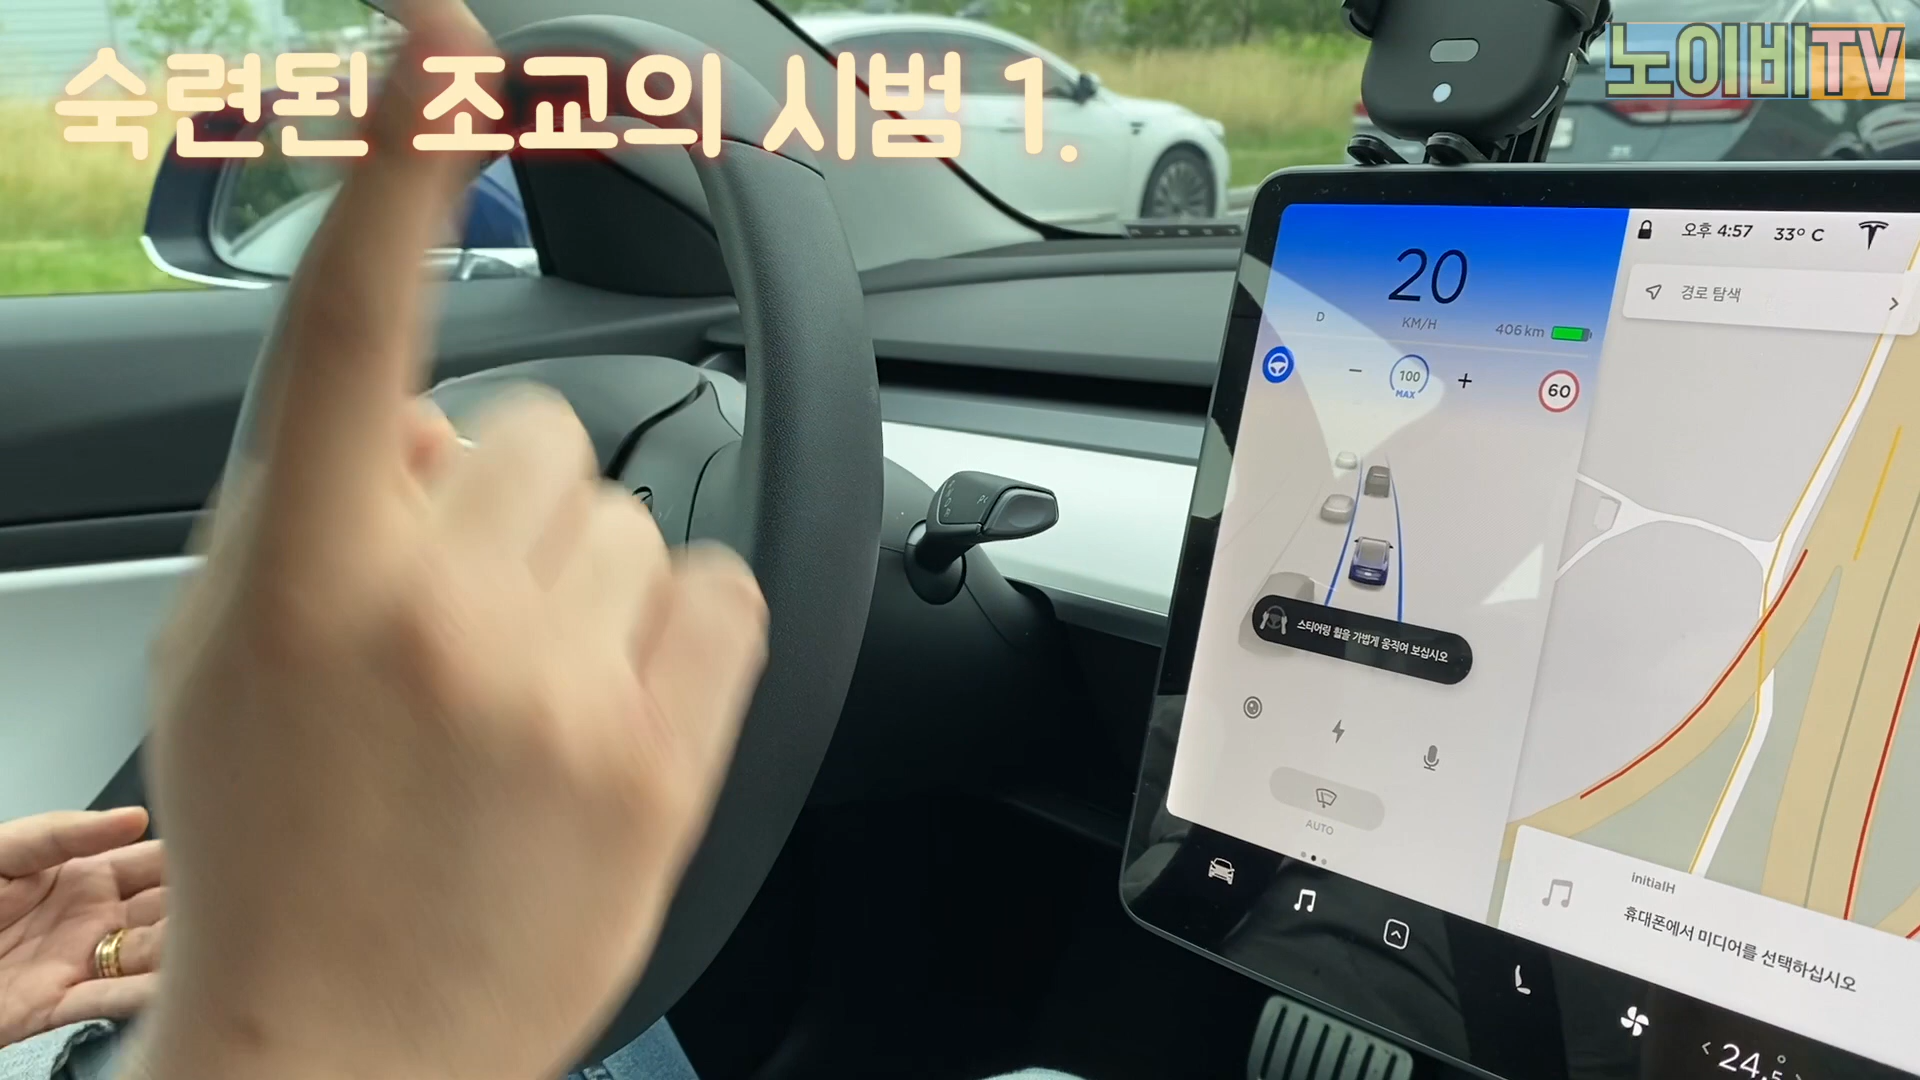 숙련된 조교의 시범 1.
노이비TV
20
KM/H
D
406 km
100
MAX
60
스티어링 휠을 가볍게 움직여 보십시오
AUTO
오후 4:57 33° C
경로 탐색
initialH
휴대폰에서 미디어를 선택하십시오
24.5°